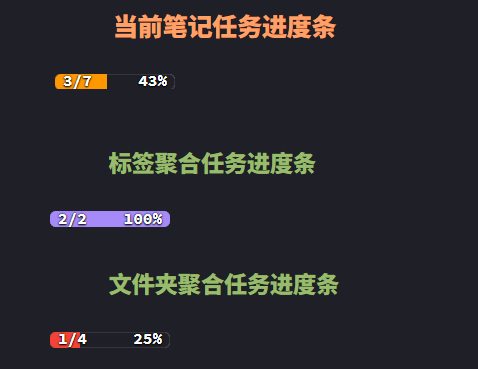 当前笔记任务进度条
3/7 43%
标签聚合任务进度条
2/2 100%
文件夹聚合任务进度条
1/4 25%